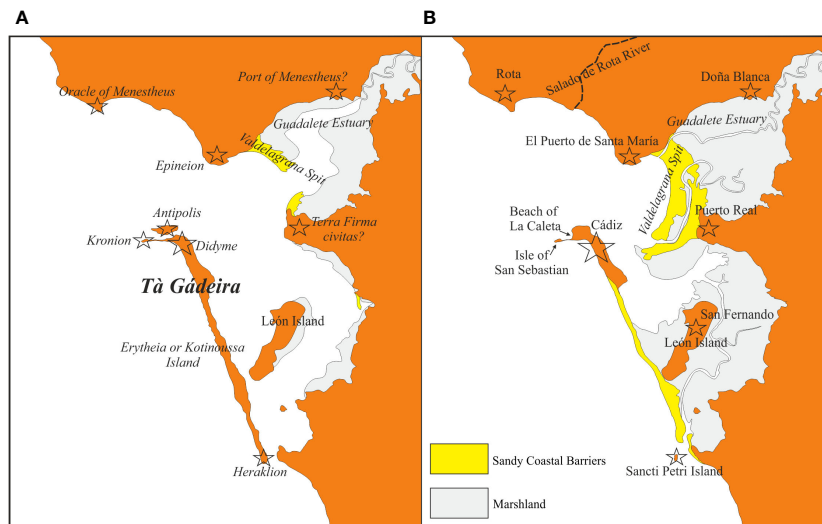 A
Port of Menestheus?
Oracle of Menestheus
Guadalete Estuary
Valdelagrana Spit
Epineion
Antipolis
Kronion
Didyme
Terra Firma
civitas?
Tà Gádeira
León Island
Erytheia or Kotinoussa
Island
Heraklion
B
Salado de Rota River
Rota
Doña Blanca
Guadalete Estuary
El Puerto de Santa María
Valdelagrana Spit
Puerto Real
Beach of
La Caleta
Cádiz
Isle of
San Sebastian
San Fernando
León Island
Sancti Petri Island
Sandy Coastal Barriers
Marshland